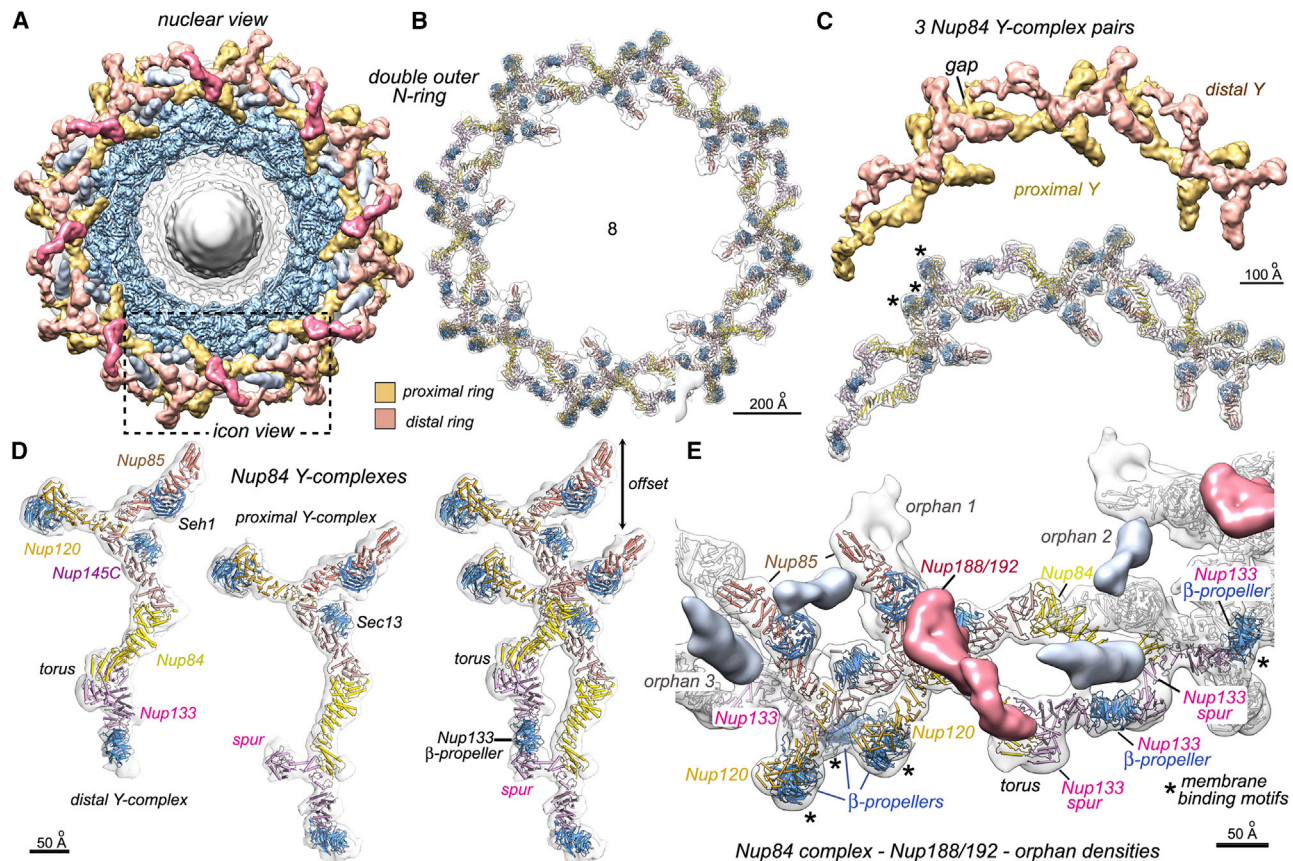 A
nuclear view
icon view
proximal ring
distal ring
B
double outer
N-ring
8
200 Å
C
3 Nup84 Y-complex pairs
gap
distal Y
proximal Y
*
*
*
100 Å
D
Nup84 Y-complexes
Nup85
Seh1
Nup120
Nup145C
torus
Nup84
Nup133
distal Y-complex
50 Å
proximal Y-complex
Sec13
spur
offset
torus
Nup133
β-propeller
spur
E
orphan 1
orphan 2
Nup85
Nup188/192
Nup84
Nup133
β-propeller
*
orphan 3
Nup133
Nup133
spur
Nup120
Nup120
*
*
*
β-propellers
torus
Nup133
β-propeller
Nup133
spur
* membrane
binding motifs
50 Å
Nup84 complex - Nup188/192 - orphan densities